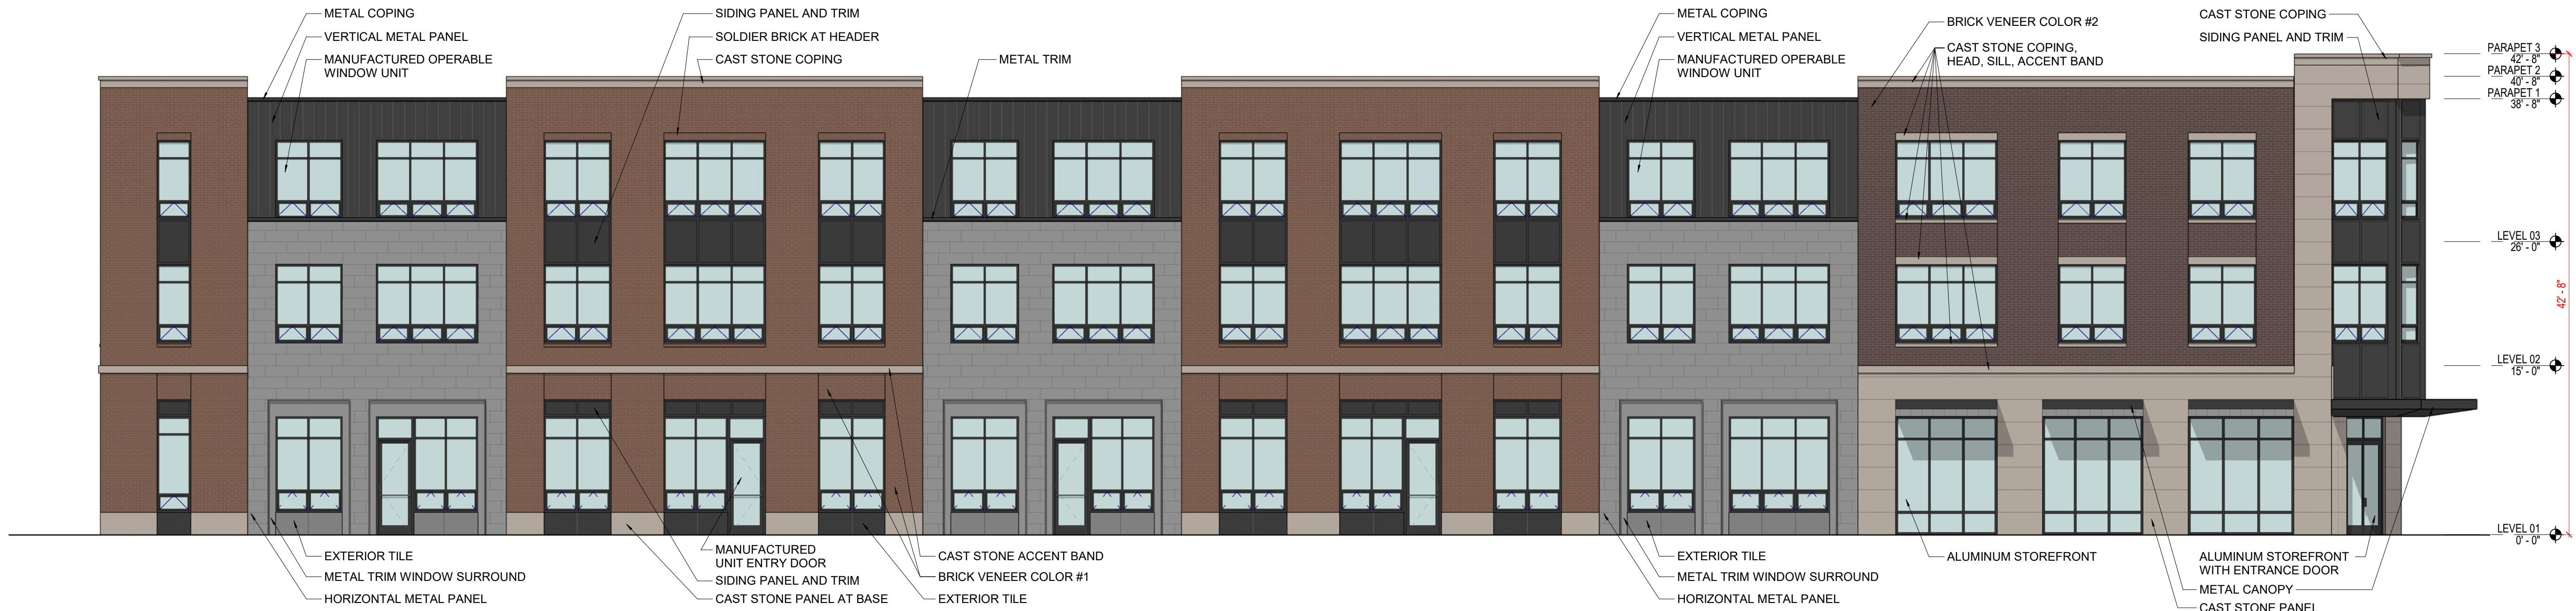 METAL COPING
VERTICAL METAL PANEL
MANUFACTURED OPERABLE
WINDOW UNIT
SIDING PANEL AND TRIM
SOLDIER BRICK AT HEADER
CAST STONE COPING
METAL TRIM
METAL COPING
VERTICAL METAL PANEL
MANUFACTURED OPERABLE
WINDOW UNIT
BRICK VENEER COLOR #2
CAST STONE COPING,
HEAD, SILL, ACCENT BAND
CAST STONE COPING
SIDING PANEL AND TRIM
PARAPET 3
42' - 8"
PARAPET 2
40' - 8"
PARAPET 1
38' - 8"
LEVEL 03
26' - 0"
42' - 8"
LEVEL 02
15' - 0"
LEVEL 01
0' - 0"
EXTERIOR TILE
METAL TRIM WINDOW SURROUND
HORIZONTAL METAL PANEL
MANUFACTURED
UNIT ENTRY DOOR
SIDING PANEL AND TRIM
CAST STONE PANEL AT BASE
CAST STONE ACCENT BAND
BRICK VENEER COLOR #1
EXTERIOR TILE
EXTERIOR TILE
METAL TRIM WINDOW SURROUND
HORIZONTAL METAL PANEL
ALUMINUM STOREFRONT
ALUMINUM STOREFRONT
WITH ENTRANCE DOOR
METAL CANOPY
CAST STONE PANEL